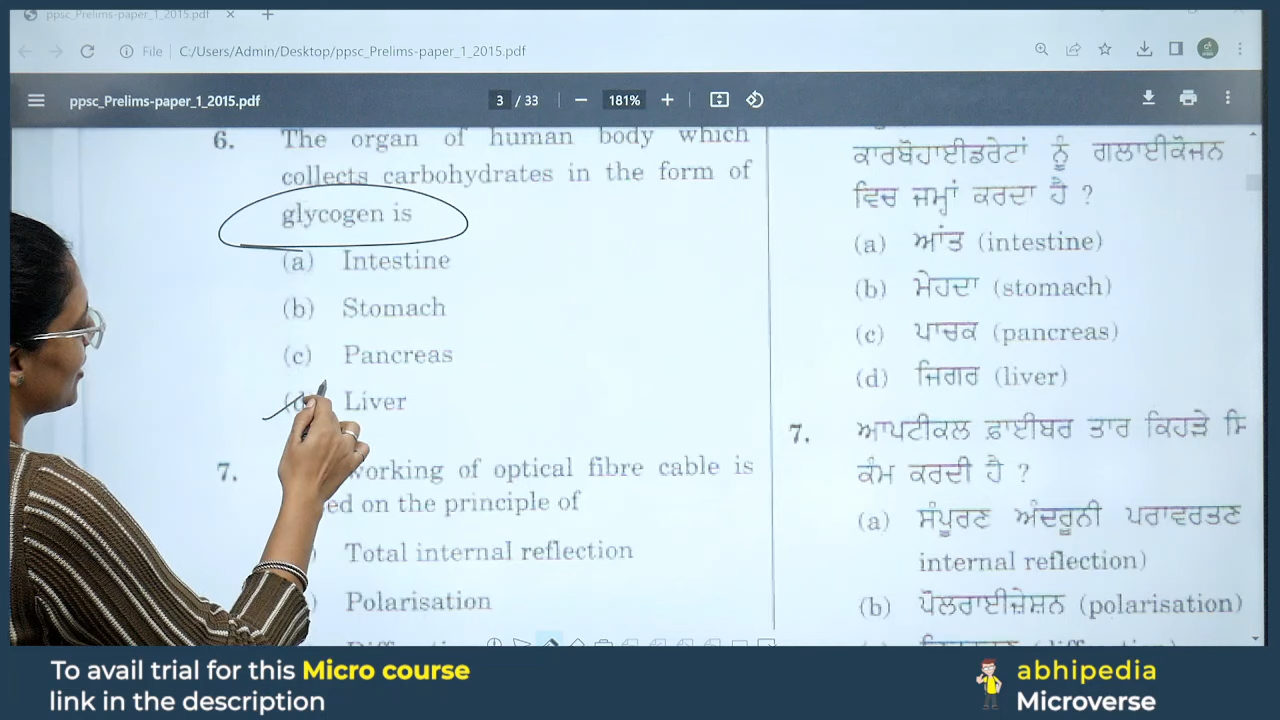 ppsc_Prelims-paper_1_2015.pdf
File C:/Users/Admin/Desktop/ppsc_Prelims-paper_1_2015.pdf
ppsc_Prelims-paper_1_2015.pdf 3 / 33 181%
6. The organ of human body which
collects carbohydrates in the form of
glycogen is
(a) Intestine
(b) Stomach
(c) Pancreas
(d) Liver
7. working of optical fibre cable is
ed on the principle of
Total internal reflection
Polarisation
ਕਾਰਬੋਹਾਈਡਰੇਟਾਂ ਨੂੰ ਗਲਾਈਕੌਜਨ
ਵਿਚ ਜਮ੍ਹਾਂ ਕਰਦਾ ਹੈ ?
(a) ਆਂਤ (intestine)
(b) ਮੇਹਦਾ (stomach)
(c) ਪਾਚਕ (pancreas)
(d) ਜਿਗਰ (liver)
7. ਆਪਟੀਕਲ ਫ਼ਾਈਬਰ ਤਾਰ ਕਿਹੜੇ ਸਿ
ਕੰਮ ਕਰਦੀ ਹੈ ?
(a) ਸੰਪੂਰਣ ਅੰਦਰੂਨੀ ਪਰਾਵਰਤਣ
internal reflection)
(b) ਪੋਲਰਾਈਜ਼ੇਸ਼ਨ (polarisation)
To avail trial for this Micro course
link in the description
abhipedia
Microverse